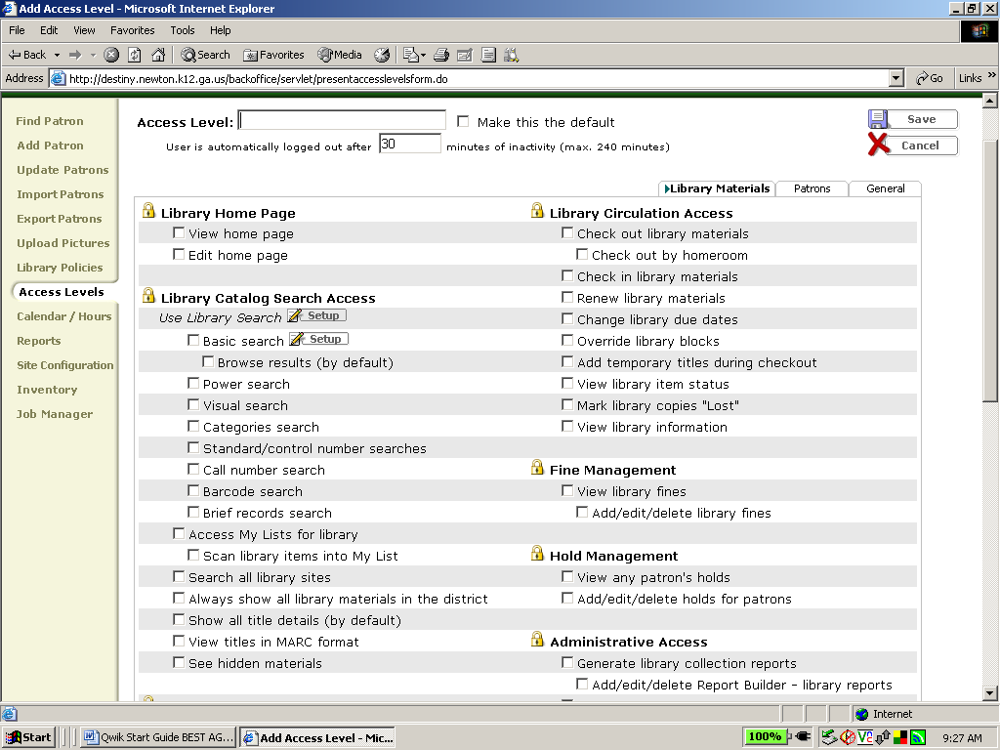 Add Access Level - Microsoft Internet Explorer
File Edit View Favorites Tools Help
Back Search Favorites Media
Address http://destiny.newton.k12.ga.us/backoffice/servlet/presentaccesslevelsform.do Go Links »
Find Patron
Add Patron
Update Patrons
Import Patrons
Export Patrons
Upload Pictures
Library Policies
Access Levels
Calendar / Hours
Reports
Site Configuration
Inventory
Job Manager
Access Level: Make this the default
User is automatically logged out after 30 minutes of inactivity (max. 240 minutes)
Save
Cancel
Library Materials Patrons General
Library Home Page
View home page
Edit home page
Library Catalog Search Access
Use Library Search Setup
Basic search Setup
Browse results (by default)
Power search
Visual search
Categories search
Standard/control number searches
Call number search
Barcode search
Brief records search
Access My Lists for library
Scan library items into My List
Search all library sites
Always show all library materials in the district
Show all title details (by default)
View titles in MARC format
See hidden materials
Library Circulation Access
Check out library materials
Check out by homeroom
Check in library materials
Renew library materials
Change library due dates
Override library blocks
Add temporary titles during checkout
View library item status
Mark library copies "Lost"
View library information
Fine Management
View library fines
Add/edit/delete library fines
Hold Management
View any patron's holds
Add/edit/delete holds for patrons
Administrative Access
Generate library collection reports
Add/edit/delete Report Builder - library reports
Internet
Start Qwik Start Guide BEST AG... Add Access Level - Mic... 100% 9:27 AM